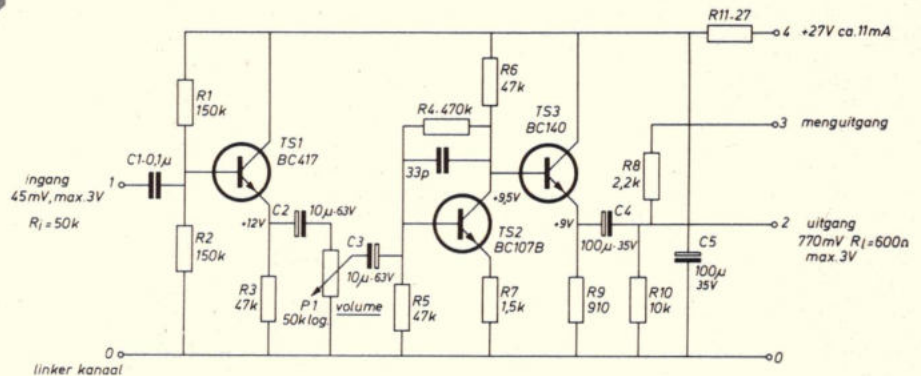 R11-27
4 +27V ca.11mA
R1
150k
R6
47k
R4-470k
TS3
BC140
3 menguitgang
TS1
BC417
C1-0,1µ
33p
R8
2,2k
ingang
1
45mV, max.3V
Ri = 50k
+9,5V
+12V
C2
10µ-63V
C3
10µ-63V
TS2
BC107B
+9V
C4
100µ-35V
2 uitgang
770mV Rl=600Ω
max.3V
C5
100µ
35V
R2
150k
R3
47k
P1
50k log.
volume
R5
47k
R7
1,5k
R9
910
R10
10k
0
0
linker kanaal